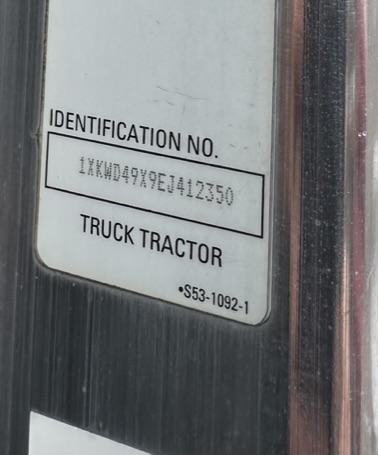 IDENTIFICATION NO.
1XKWD49X9EJ412350
TRUCK TRACTOR
•S53-1092-1